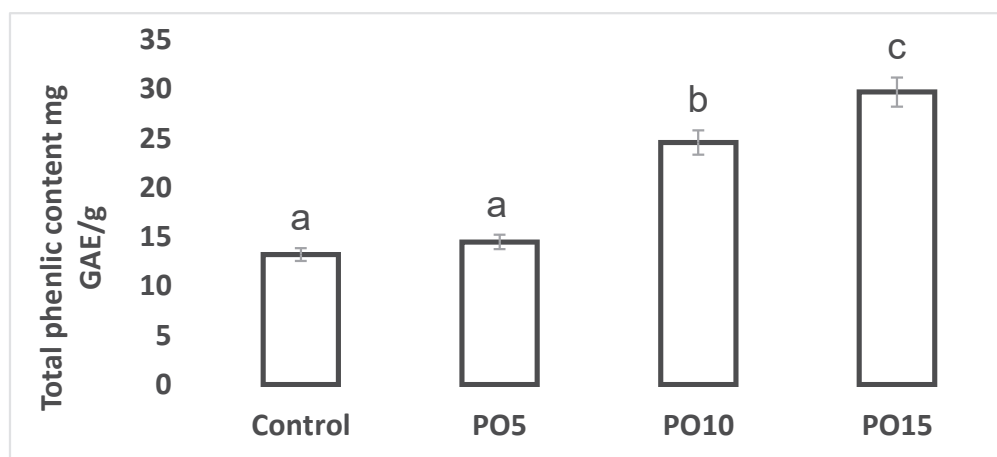 Total phenlic content mg
GAE/g
35
30
25
20
15
10
5
0
a
a
b
c
Control
PO5
PO10
PO15